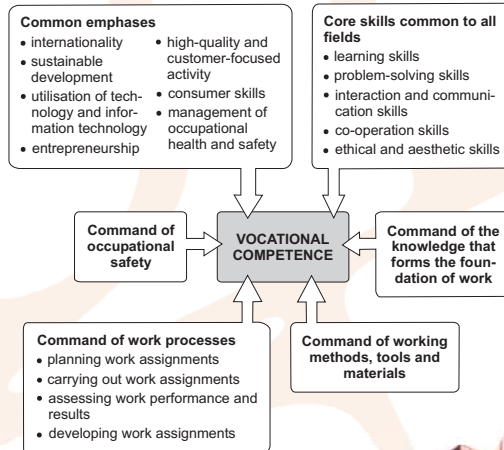 Common emphases
• internationality
• sustainable
development
• utilisation of tech-
nology and infor-
mation technology
• entrepreneurship
• high-quality and
customer-focused
activity
• consumer skills
• management of
occupational
health and safety
Core skills common to all
fields
• learning skills
• problem-solving skills
• interaction and communi-
cation skills
• co-operation skills
• ethical and aesthetic skills
Command of
occupational
safety
VOCATIONAL
COMPETENCE
Command of the
knowledge that
forms the foun-
dation of work
Command of work processes
• planning work assignments
• carrying out work assignments
• assessing work performance and
results
• developing work assignments
Command of working
methods, tools and
materials